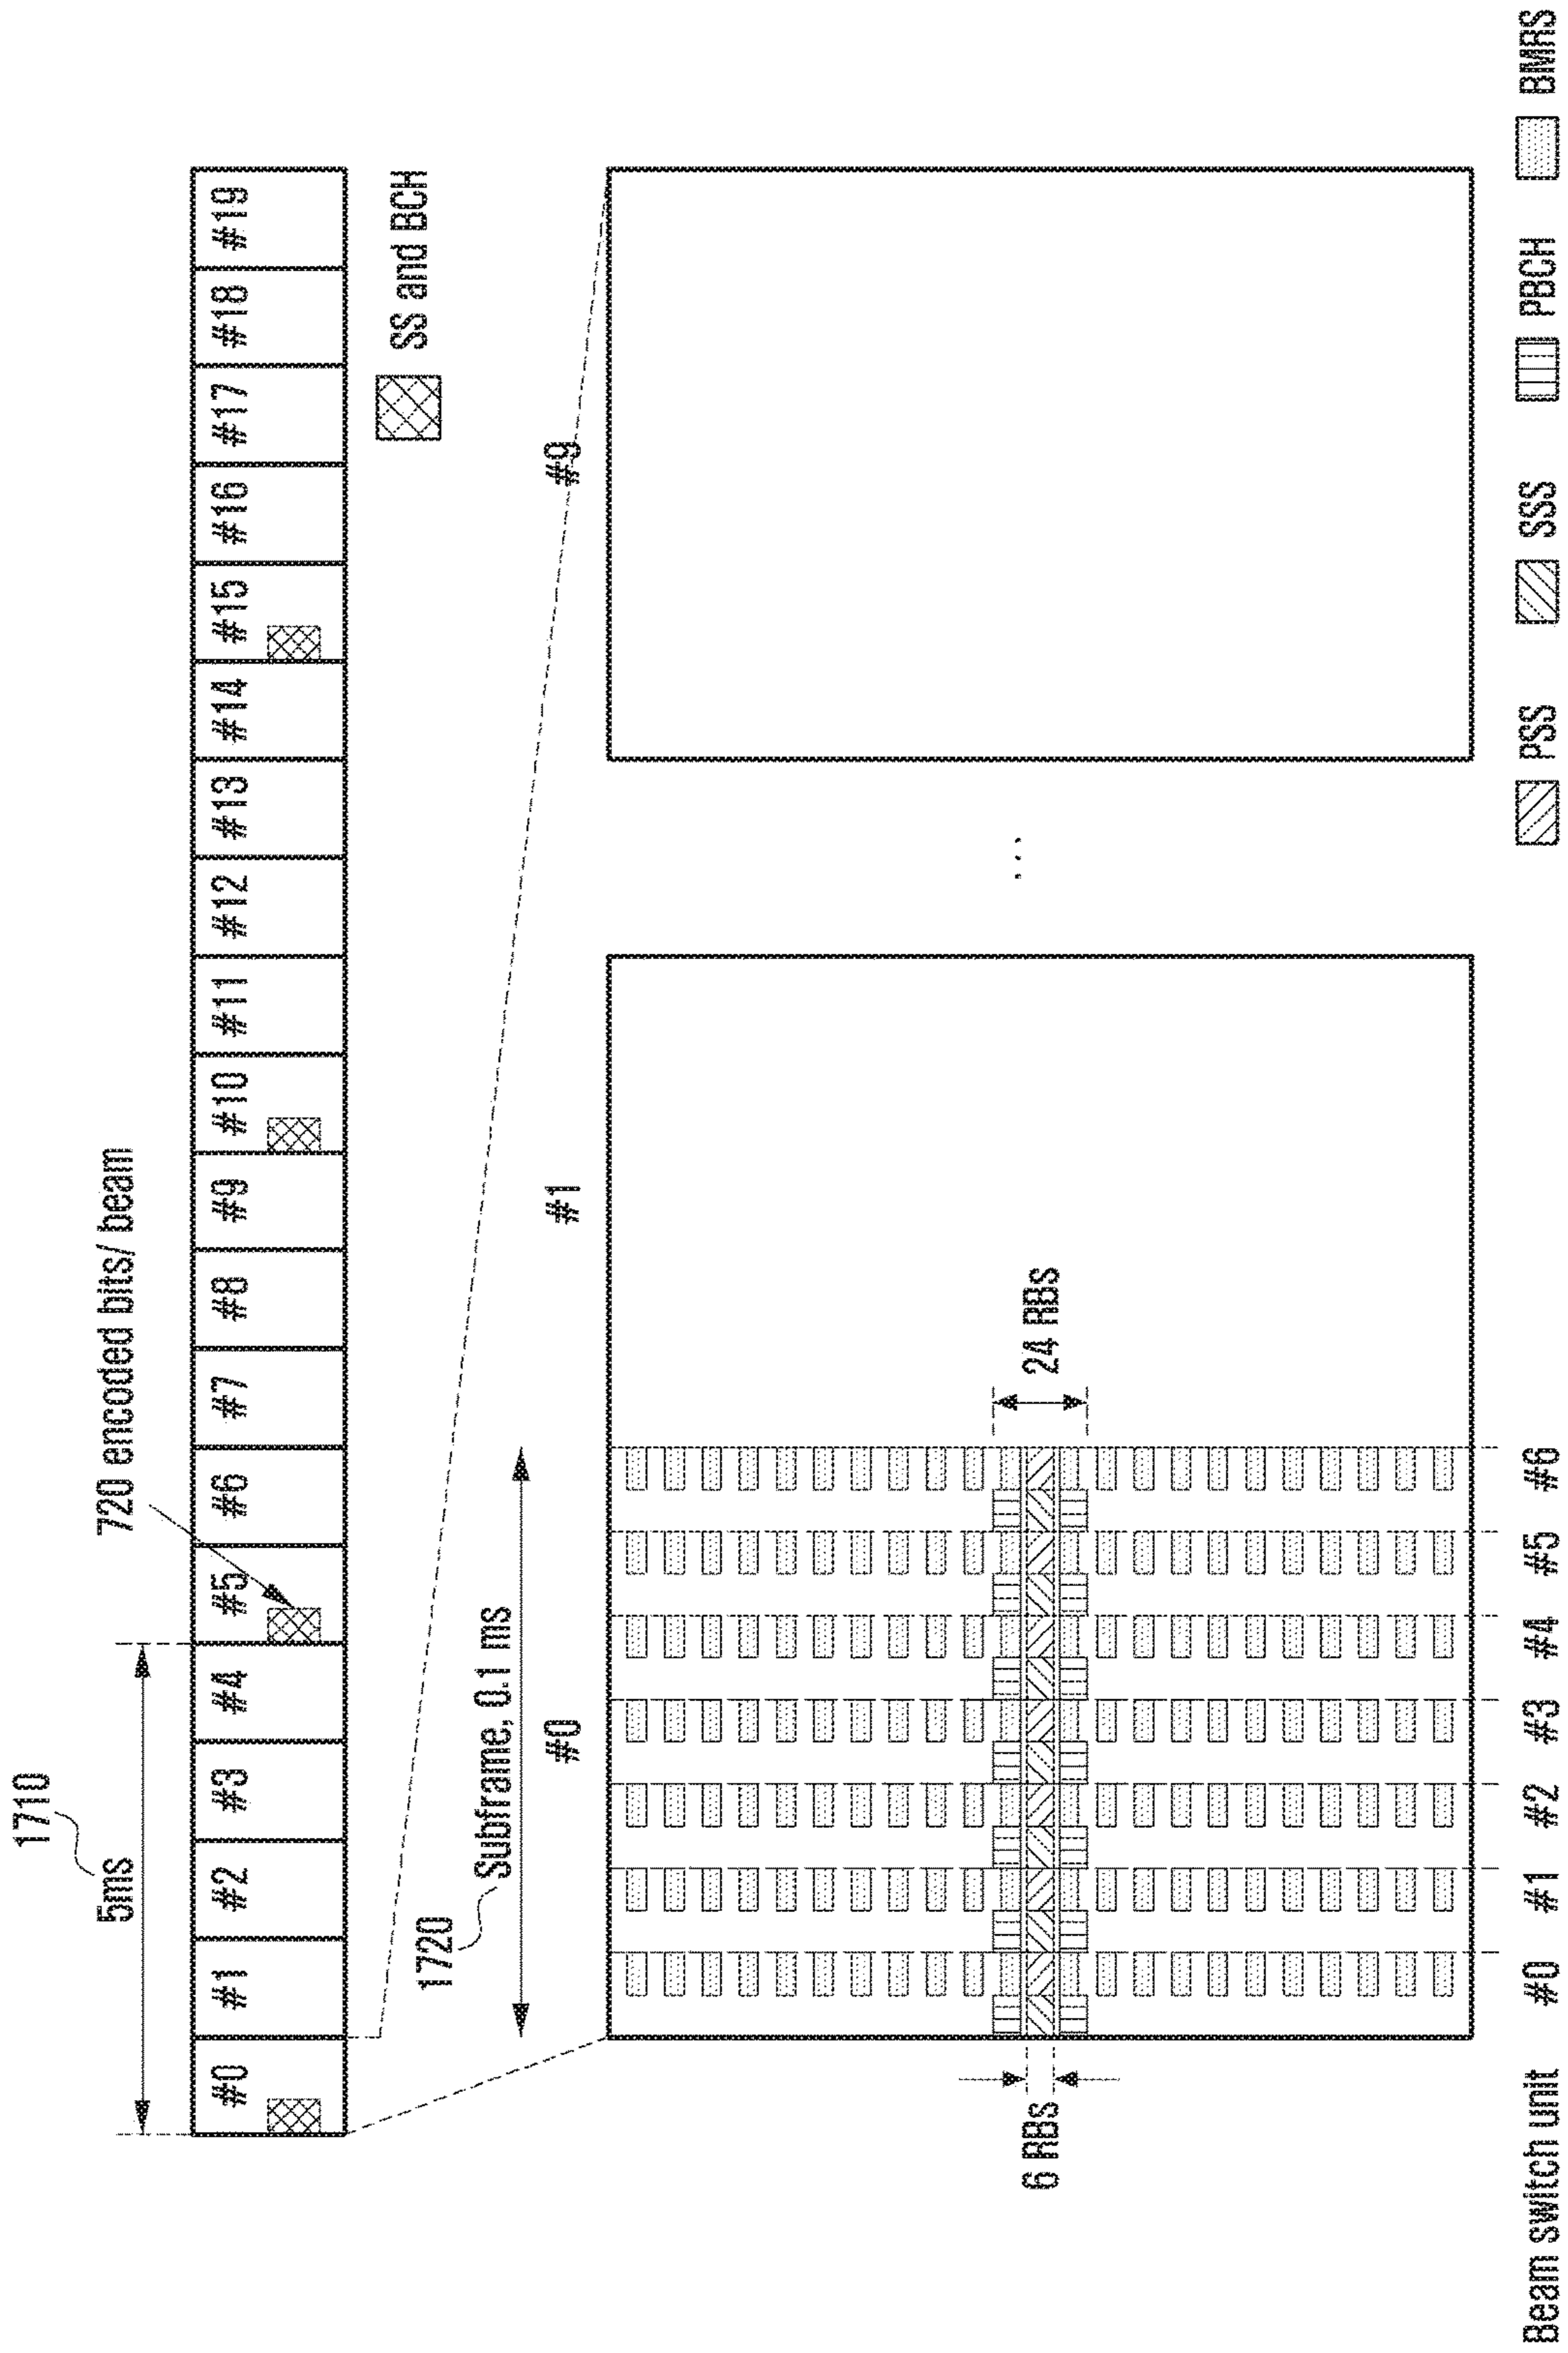 1710
5ms
720 encoded bits/ beam
#0 #1 #2 #3 #4 #5 #6 #7 #8 #9 #10 #11 #12 #13 #14 #15 #16 #17 #18 #19
SS and BCH
1720
Subframe, 0.1 ms
#0 #1 #9
...
6 RBs
24 RBs
Beam switch unit #0 #1 #2 #3 #4 #5 #6
PSS SSS PBCH BMRS